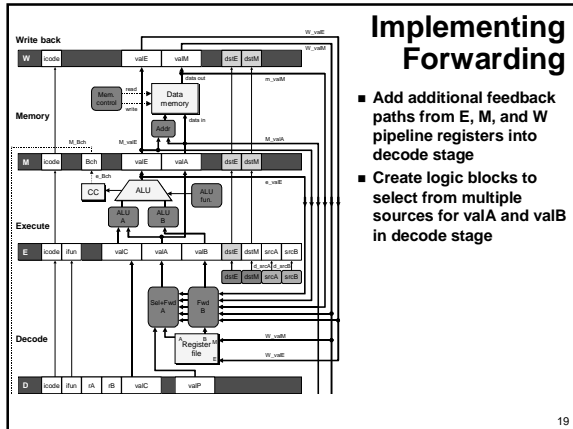 Implementing
Forwarding
■ Add additional feedback
paths from E, M, and W
pipeline registers into
decode stage
■ Create logic blocks to
select from multiple
sources for valA and valB
in decode stage
Write back
W_valE
W_valM
W icode valE valM dstE dstM
data out
m_valM
read
Mem.
control
write
Data
memory
data in
Memory
Addr
M_Bch
M_valE
M_valA
M icode Bch valE valA dstE dstM
e_Bch
CC
ALU
ALU
fun.
e_valE
ALU
A
ALU
B
Execute
E icode ifun valC valA valB dstE dstM srcA srcB
d_srcA d_srcB
dstE dstM srcA srcB
Sel+Fwd
A
Fwd
B
Decode
A B
M
Register
file
E
W_valM
W_valE
D icode ifun rA rB valC valP
19